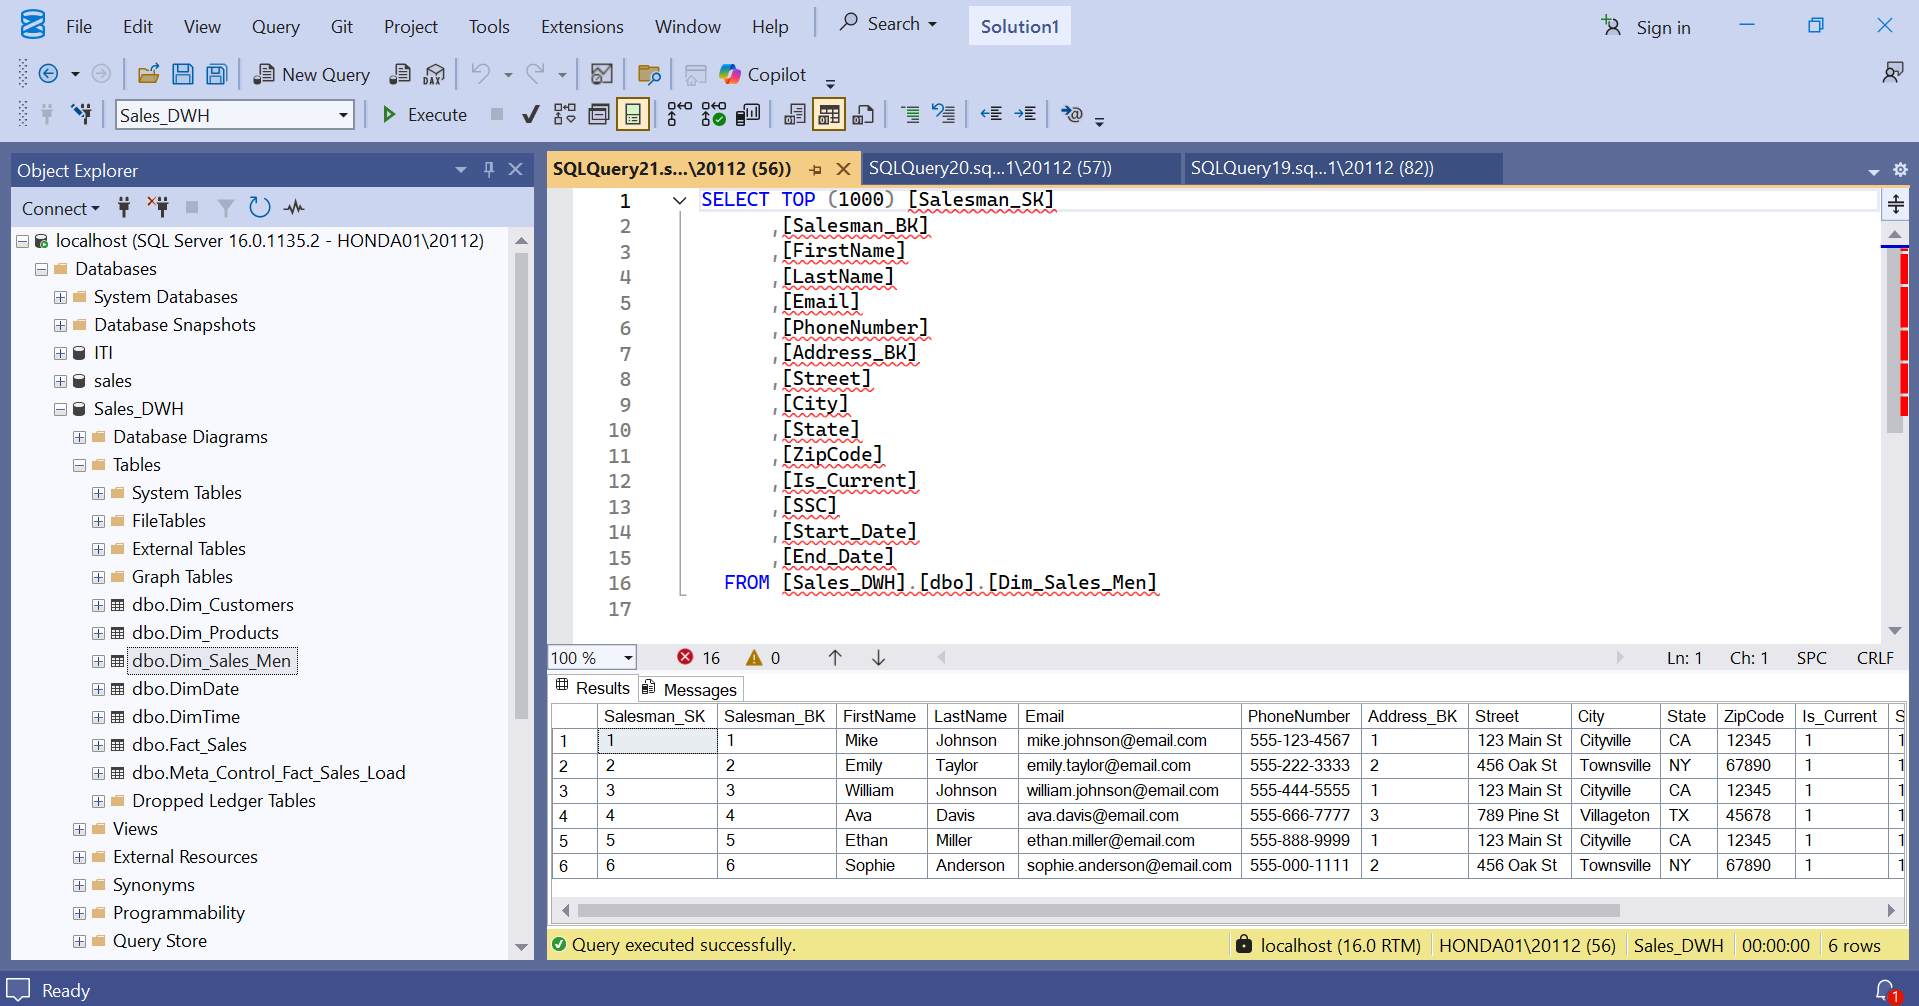 File Edit View Query Git Project Tools Extensions Window Help Search Solution1 Sign in
New Query DAX Copilot
Sales_DWH Execute
Object Explorer
Connect
localhost (SQL Server 16.0.1135.2 - HONDA01\20112)
Databases
System Databases
Database Snapshots
ITI
sales
Sales_DWH
Database Diagrams
Tables
System Tables
FileTables
External Tables
Graph Tables
dbo.Dim_Customers
dbo.Dim_Products
dbo.Dim_Sales_Men
dbo.DimDate
dbo.DimTime
dbo.Fact_Sales
dbo.Meta_Control_Fact_Sales_Load
Dropped Ledger Tables
Views
External Resources
Synonyms
Programmability
Query Store
SQLQuery21.s...\20112 (56)) SQLQuery20.sq...1\20112 (57)) SQLQuery19.sq...1\20112 (82))
1 SELECT TOP (1000) [Salesman_SK]
2 ,[Salesman_BK]
3 ,[FirstName]
4 ,[LastName]
5 ,[Email]
6 ,[PhoneNumber]
7 ,[Address_BK]
8 ,[Street]
9 ,[City]
10 ,[State]
11 ,[ZipCode]
12 ,[Is_Current]
13 ,[SSC]
14 ,[Start_Date]
15 ,[End_Date]
16 FROM [Sales_DWH].[dbo].[Dim_Sales_Men]
17
100 % 16 0 Ln: 1 Ch: 1 SPC CRLF
Results Messages
Salesman_SK Salesman_BK FirstName LastName Email PhoneNumber Address_BK Street City State ZipCode Is_Current S
1 1 1 Mike Johnson mike.johnson@email.com 555-123-4567 1 123 Main St Cityville CA 12345 1 1
2 2 2 Emily Taylor emily.taylor@email.com 555-222-3333 2 456 Oak St Townsville NY 67890 1 1
3 3 3 William Johnson william.johnson@email.com 555-444-5555 1 123 Main St Cityville CA 12345 1 1
4 4 4 Ava Davis ava.davis@email.com 555-666-7777 3 789 Pine St Villageton TX 45678 1 1
5 5 5 Ethan Miller ethan.miller@email.com 555-888-9999 1 123 Main St Cityville CA 12345 1 1
6 6 6 Sophie Anderson sophie.anderson@email.com 555-000-1111 2 456 Oak St Townsville NY 67890 1 1
Query executed successfully. localhost (16.0 RTM) HONDA01\20112 (56) Sales_DWH 00:00:00 6 rows
Ready 1